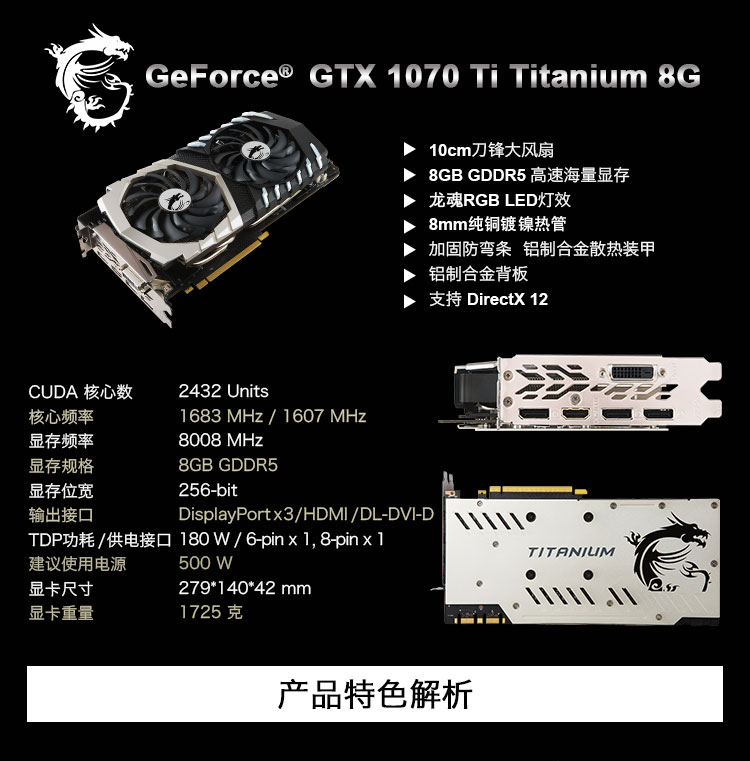 GeForce® GTX 1070 Ti Titanium 8G
10cm刀锋大风扇
8GB GDDR5 高速海量显存
龙魂RGB LED灯效
8mm纯铜镀镍热管
加固防弯条 铝制合金散热装甲
铝制合金背板
支持 DirectX 12
CUDA 核心数 2432 Units
核心频率 1683 MHz / 1607 MHz
显存频率 8008 MHz
显存规格 8GB GDDR5
显存位宽 256-bit
输出接口 DisplayPort x3/HDMI /DL-DVI-D
TDP功耗 /供电接口 180 W / 6-pin x 1, 8-pin x 1
建议使用电源 500 W
显卡尺寸 279*140*42 mm
显卡重量 1725 克
TITANIUM
产品特色解析